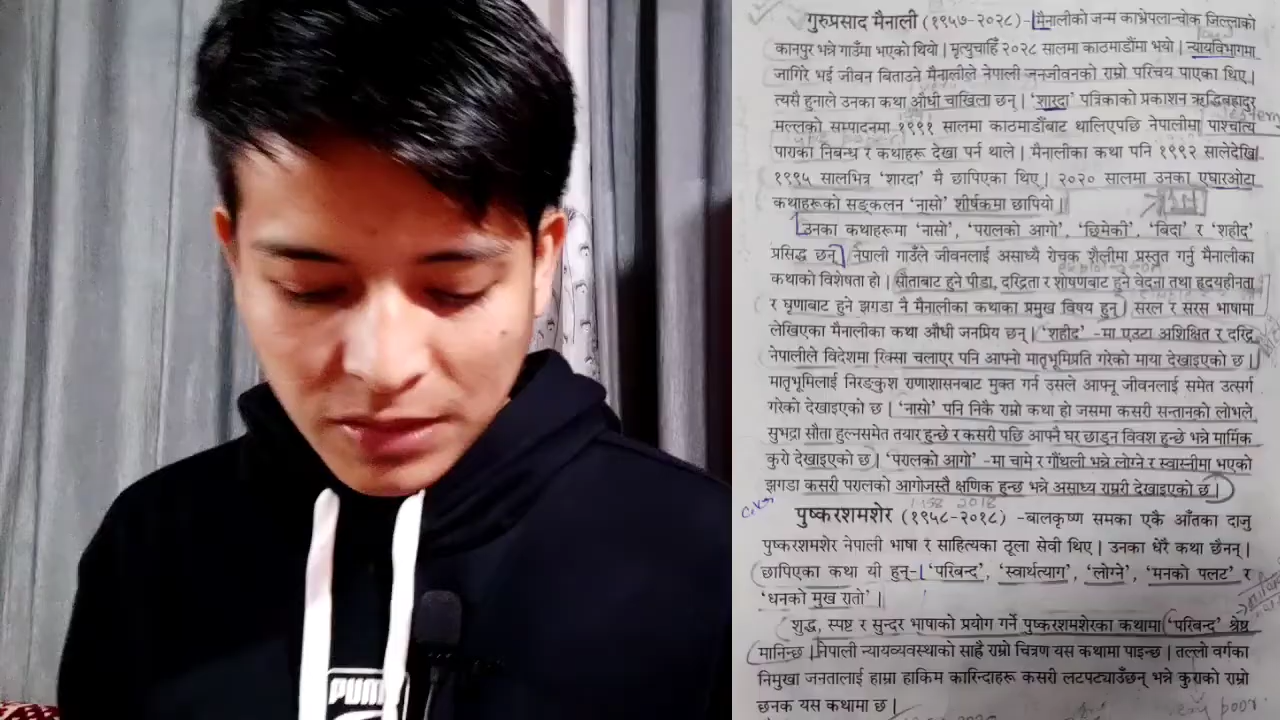 गुरुप्रसाद मैनाली (१९५७-२०२८) - मैनालीको जन्म काभ्रेपलान्चोक जिल्लाको
कानपुर भन्ने गाउँमा भएको थियो । मृत्युचाहिँ २०२८ सालमा काठमाडौंमा भयो । न्यायविभागमा
जागिरे भई जीवन बिताउने मैनालीले नेपाली जनजीवनको राम्रो परिचय पाएका थिए ।
त्यसै हुनाले उनका कथा औधी चाखिला छन् । 'शारदा' पत्रिकाको प्रकाशन ऋद्धिबहादुर
मल्लको सम्पादनमा १९९१ सालमा काठमाडौंबाट थालिएपछि नेपालीमा पाश्चात्य
पाराका निबन्ध र कथाहरू देखा पर्न थाले । मैनालीका कथा पनि १९९२ सालेदेखि
१९९५ सालभित्र 'शारदा' मै छापिएका थिए । २०२० सालमा उनका एघारओटा
कथाहरूको सङ्कलन 'नासो' शीर्षकमा छापियो ।
उनका कथाहरूमा 'नासो', 'परालको आगो', 'छिमेकी', 'बिदा' र 'शहीद'
प्रसिद्ध छन् । नेपाली गाउँले जीवनलाई असाध्यै रोचक शैलीमा प्रस्तुत गर्नु मैनालीका
कथाको विशेषता हो । सौताबाट हुने पीडा, दरिद्रता र शोषणबाट हुने वेदना तथा हृदयहीनता
र घृणाबाट हुने झगडा नै मैनालीका कथाका प्रमुख विषय हुन् । सरल र सरस भाषामा
लेखिएका मैनालीका कथा औधी जनप्रिय छन् । 'शहीद' -मा एउटा अशिक्षित र दरिद्र
नेपालीले विदेशमा रिक्सा चलाएर पनि आफ्नो मातृभूमिप्रति गरेको माया देखाइएको छ ।
मातृभूमिलाई निरङ्कुश राणाशासनबाट मुक्त गर्न उसले आफ्नू जीवनलाई समेत उत्सर्ग
गरेको देखाइएको छ । 'नासो' पनि निकै राम्रो कथा हो जसमा कसरी सन्तानको लोभले
सुभद्रा सौता हुल्नसमेत तयार हुन्छे र कसरी पछि आफ्नै घर छाड्न विवश हुन्छे भन्ने मार्मिक
कुरो देखाइएको छ । 'परालको आगो' -मा चामे र गौंथली भन्ने लोग्ने र स्वास्नीमा भएको
झगडा कसरी परालको आगोजस्तै क्षणिक हुन्छ भन्ने असाध्य राम्ररी देखाइएको छ ।
पुष्करशमशेर (१९५८-२०१८) -बालकृष्ण समका एकै आँतका दाजु
पुष्करशमशेर नेपाली भाषा र साहित्यका ठूला सेवी थिए । उनका धेरै कथा छैनन् ।
छापिएका कथा यी हुन्- 'परिबन्द', 'स्वार्थत्याग', 'लोग्ने', 'मनको पलट' र
'धनको मुख रातो' ।
शुद्ध, स्पष्ट र सुन्दर भाषाको प्रयोग गर्ने पुष्करशमशेरका कथामा 'परिबन्द' श्रेष्ठ
मानिन्छ । नेपाली न्यायव्यवस्थाको साह्रै राम्रो चित्रण यस कथामा पाइन्छ । तल्लो वर्गका
निमुखा जनतालाई हाम्रा हाकिम कारिन्दाहरू कसरी लटपट्याउँछन् भन्ने कुराको राम्रो
छनक यस कथामा छ ।
PUMA